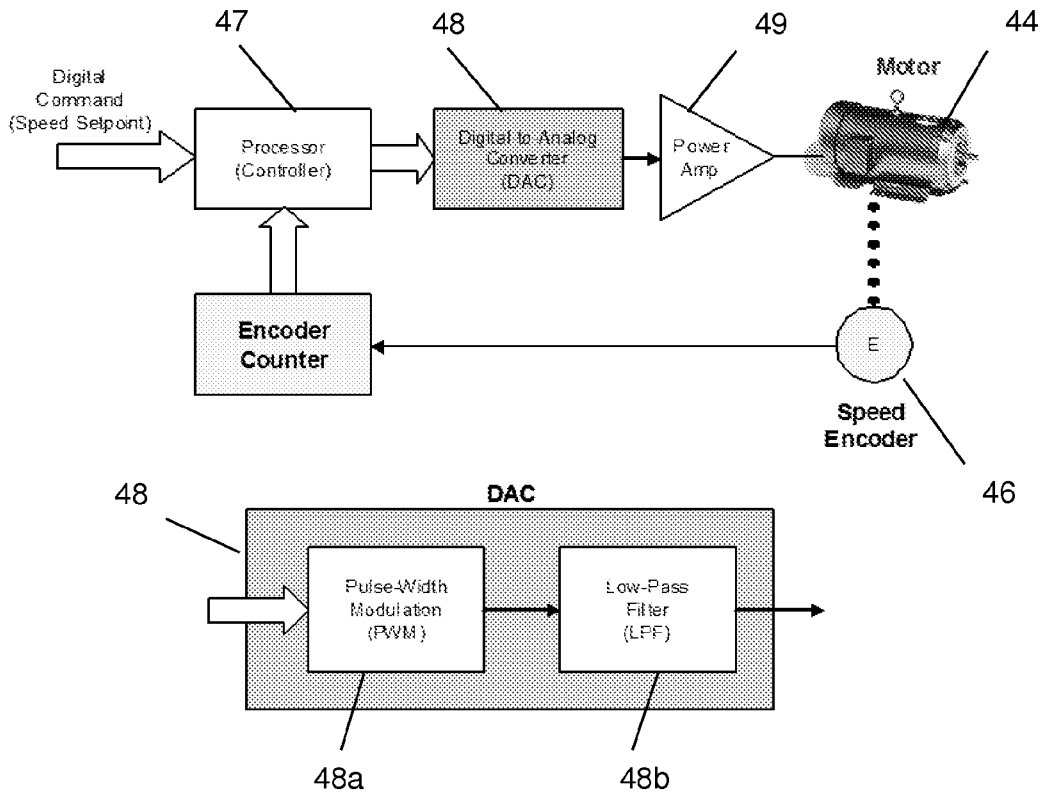 47
48
49
44
Digital
Command
(Speed Setpoint)
Processor
(Controller)
Digital to Analog
Converter
(DAC)
Power
Amp
Motor
Encoder
Counter
E
Speed
Encoder
46
48
DAC
Pulse-Width
Modulation
(PWM)
Low-Pass
Filter
(LPF)
48a
48b